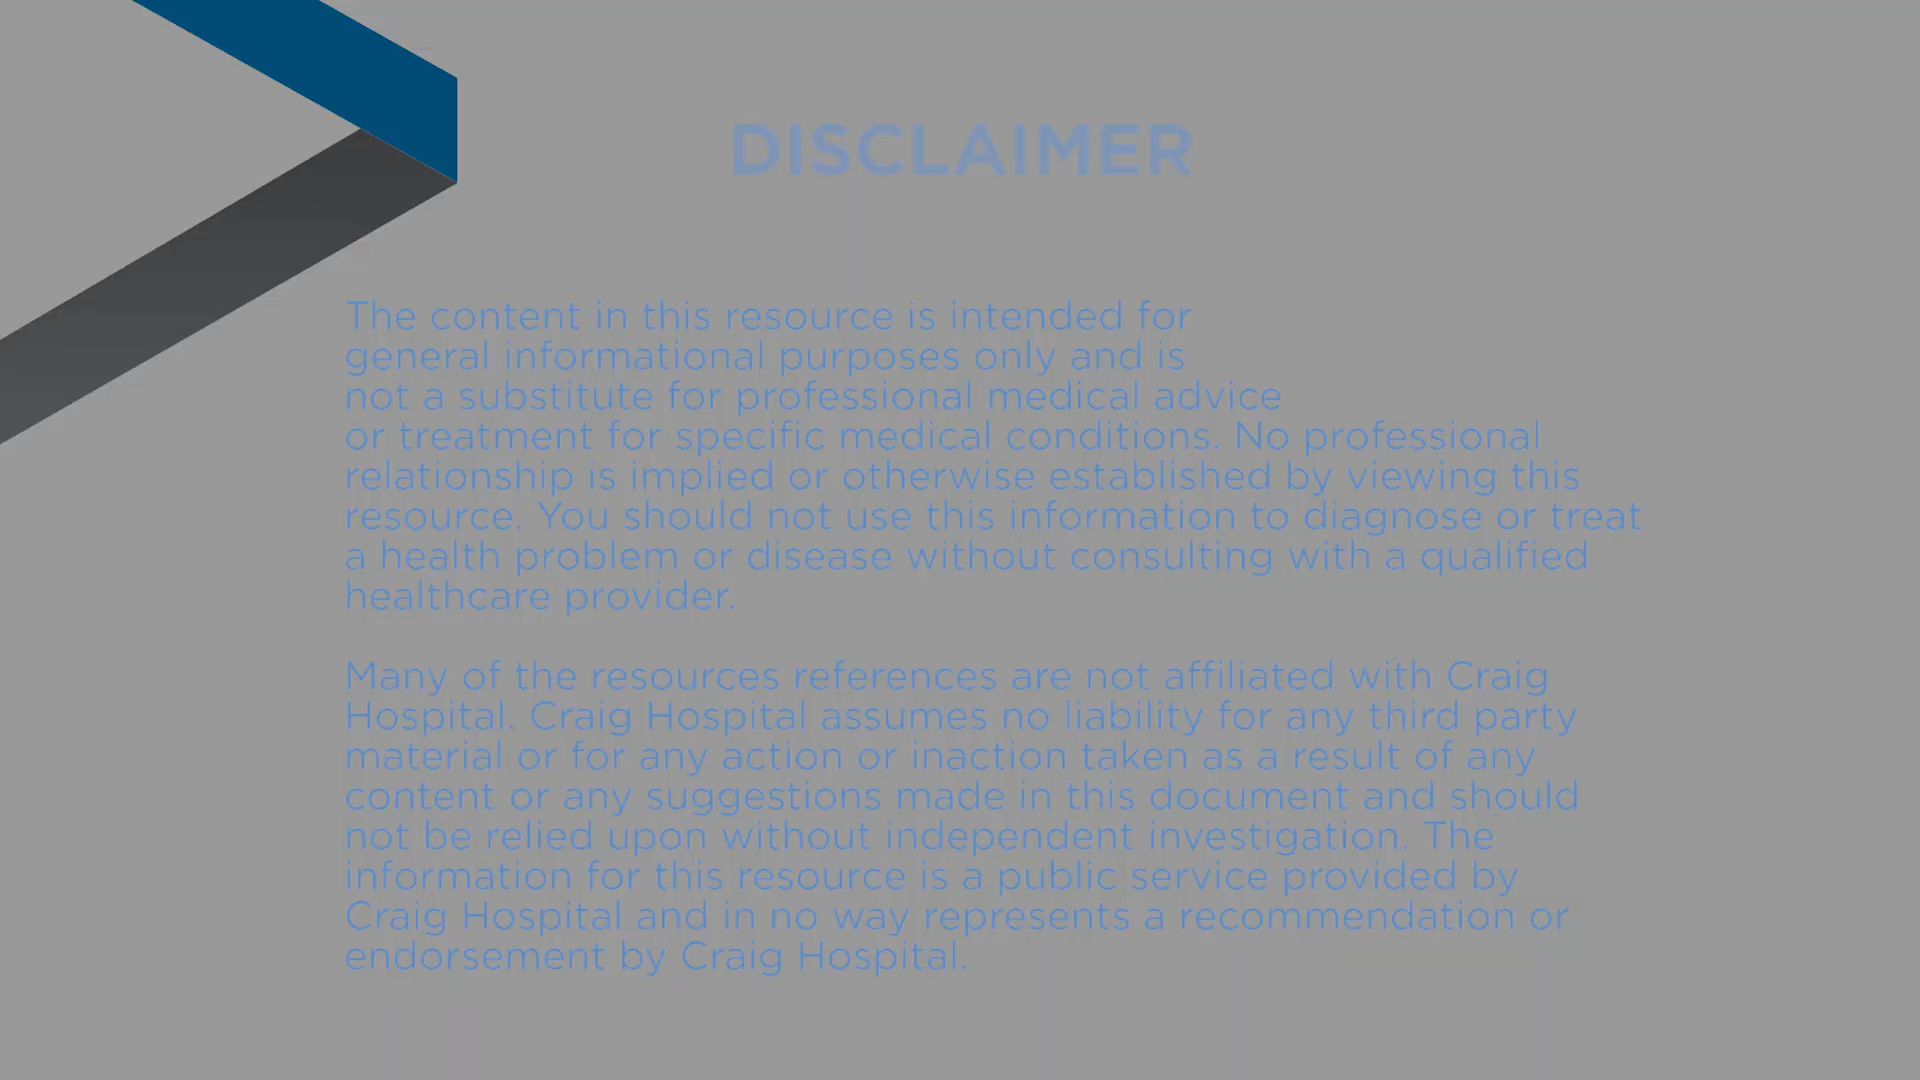 DISCLAIMER
The content in this resource is intended for
general informational purposes only and is
not a substitute for professional medical advice
or treatment for specific medical conditions. No professional
relationship is implied or otherwise established by viewing this
resource. You should not use this information to diagnose or treat
a health problem or disease without consulting with a qualified
healthcare provider.
Many of the resources references are not affiliated with Craig
Hospital. Craig Hospital assumes no liability for any third party
material or for any action or inaction taken as a result of any
content or any suggestions made in this document and should
not be relied upon without independent investigation. The
information for this resource is a public service provided by
Craig Hospital and in no way represents a recommendation or
endorsement by Craig Hospital.